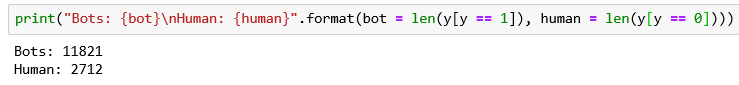 print("Bots: {bot}\nHuman: {human}".format(bot = len(y[y == 1]), human = len(y[y == 0])))
Bots: 11821
Human: 2712